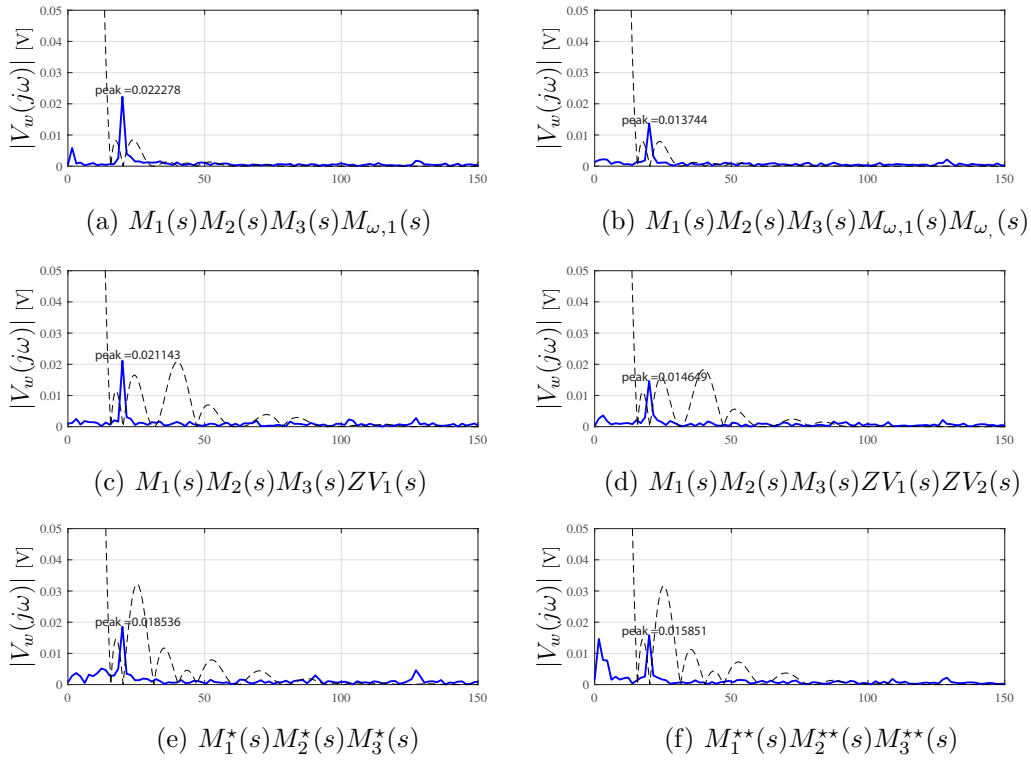 0.05 0.04 0.03 0.02 0.01 0
|V_w(jω)| [V]
peak =0.022278
0 50 100 150
(a) M_1(s)M_2(s)M_3(s)M_{ω,1}(s)
0.05 0.04 0.03 0.02 0.01 0
|V_w(jω)| [V]
peak =0.013744
0 50 100 150
(b) M_1(s)M_2(s)M_3(s)M_{ω,1}(s)M_{ω,}(s)
0.05 0.04 0.03 0.02 0.01 0
|V_w(jω)| [V]
peak =0.021143
0 50 100 150
(c) M_1(s)M_2(s)M_3(s)ZV_1(s)
0.05 0.04 0.03 0.02 0.01 0
|V_w(jω)| [V]
peak =0.014649
0 50 100 150
(d) M_1(s)M_2(s)M_3(s)ZV_1(s)ZV_2(s)
0.05 0.04 0.03 0.02 0.01 0
|V_w(jω)| [V]
peak =0.018536
0 50 100 150
(e) M_1^⋆(s)M_2^⋆(s)M_3^⋆(s)
0.05 0.04 0.03 0.02 0.01 0
|V_w(jω)| [V]
peak =0.015851
0 50 100 150
(f) M_1^{⋆⋆}(s)M_2^{⋆⋆}(s)M_3^{⋆⋆}(s)